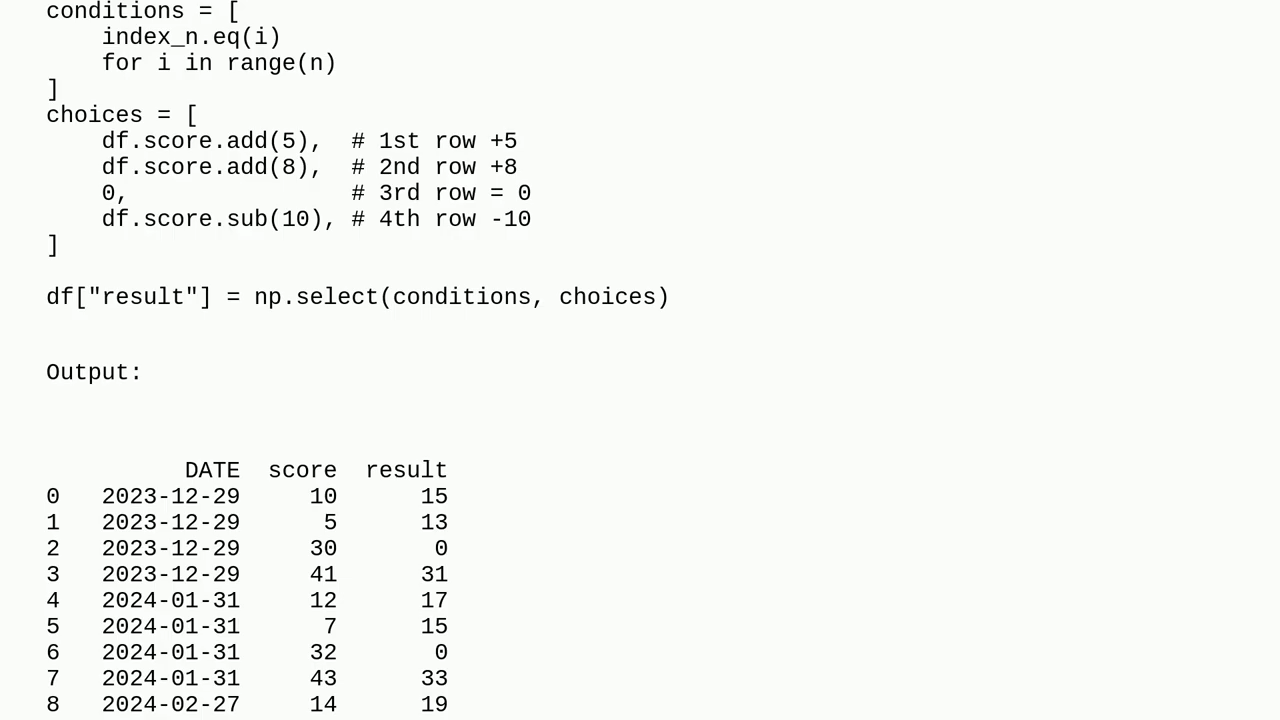 conditions = [
    index_n.eq(i)
    for i in range(n)
]
choices = [
    df.score.add(5),  # 1st row +5
    df.score.add(8),  # 2nd row +8
    0,                # 3rd row = 0
    df.score.sub(10), # 4th row -10
]

df["result"] = np.select(conditions, choices)

Output:

          DATE  score  result
0   2023-12-29     10      15
1   2023-12-29      5      13
2   2023-12-29     30       0
3   2023-12-29     41      31
4   2024-01-31     12      17
5   2024-01-31      7      15
6   2024-01-31     32       0
7   2024-01-31     43      33
8   2024-02-27     14      19